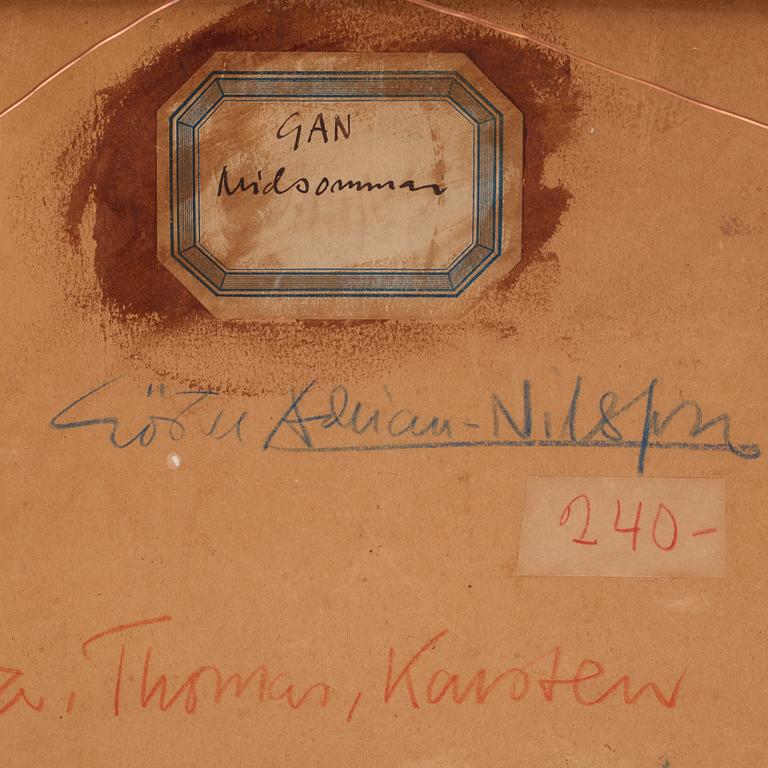 GAN
Midsommar
Gösta Adrian-Nilsson
240-
a, Thomas, Karsten